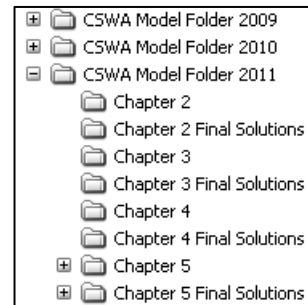 CSWA Model Folder 2009
CSWA Model Folder 2010
CSWA Model Folder 2011
Chapter 2
Chapter 2 Final Solutions
Chapter 3
Chapter 3 Final Solutions
Chapter 4
Chapter 4 Final Solutions
Chapter 5
Chapter 5 Final Solutions